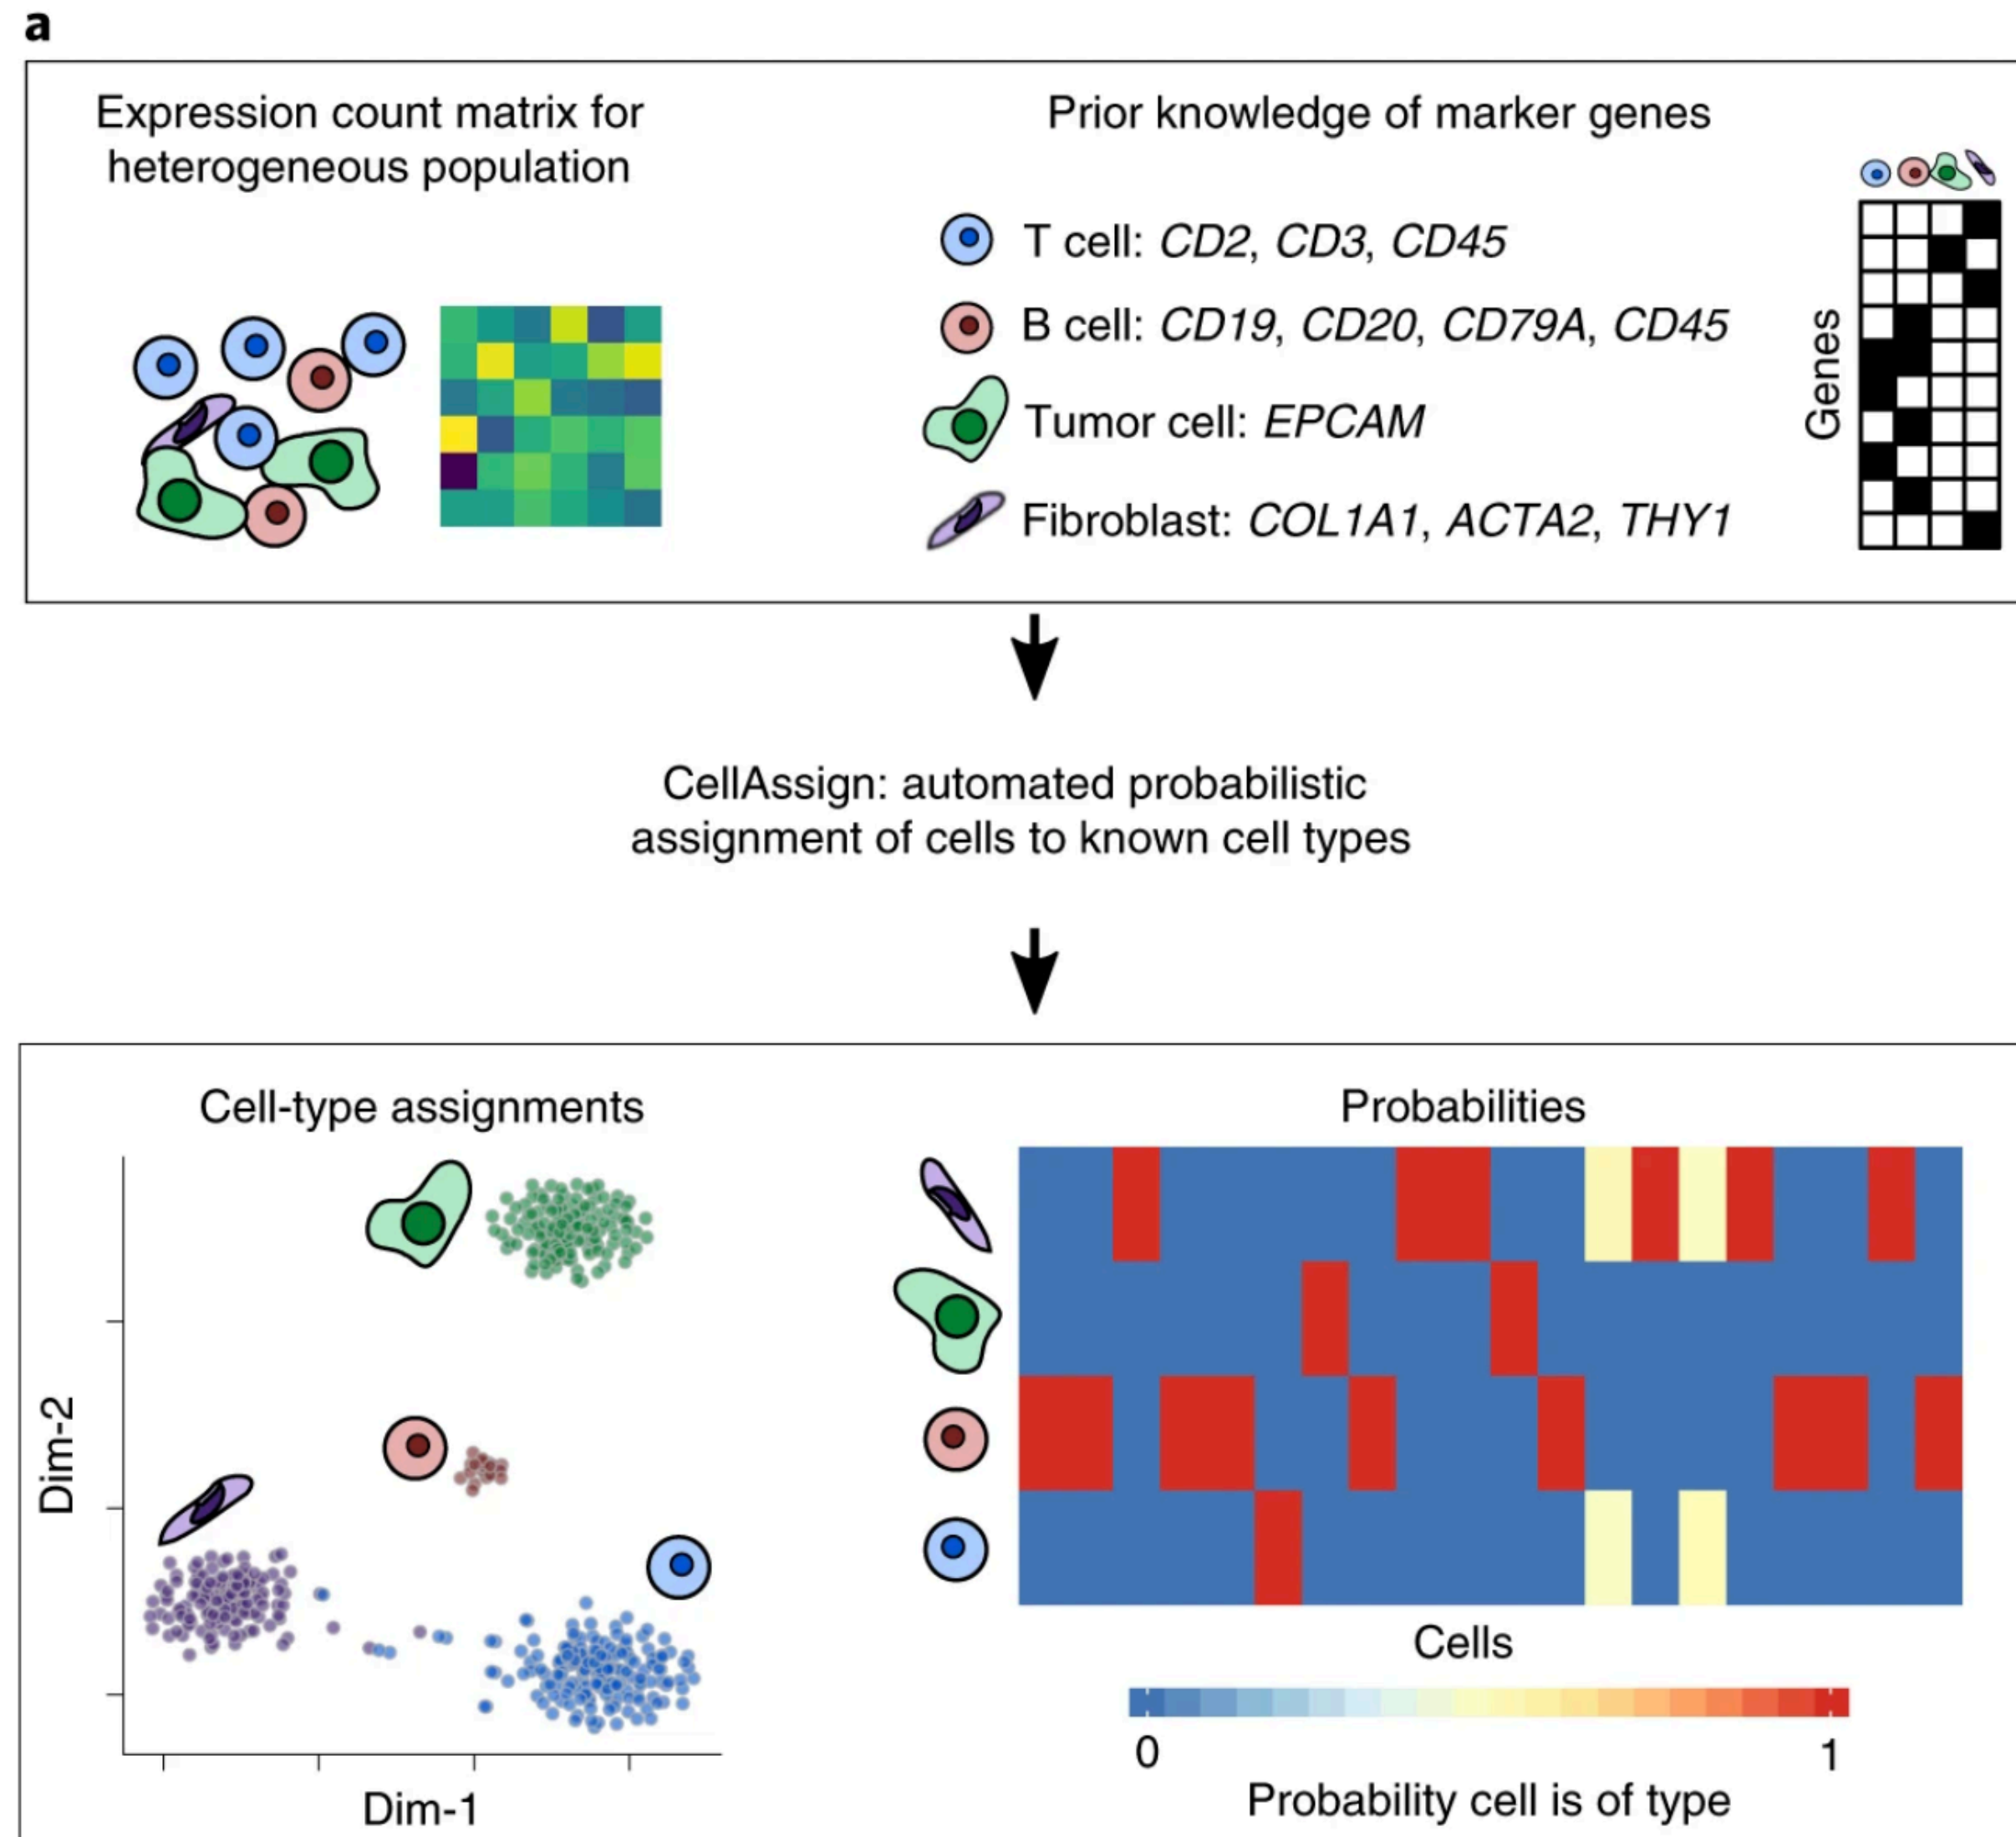 a
Expression count matrix for
heterogeneous population
Prior knowledge of marker genes
T cell: CD2, CD3, CD45
B cell: CD19, CD20, CD79A, CD45
Tumor cell: EPCAM
Fibroblast: COL1A1, ACTA2, THY1
Genes
CellAssign: automated probabilistic
assignment of cells to known cell types
Cell-type assignments
Dim-2
Dim-1
Probabilities
Cells
0 1
Probability cell is of type